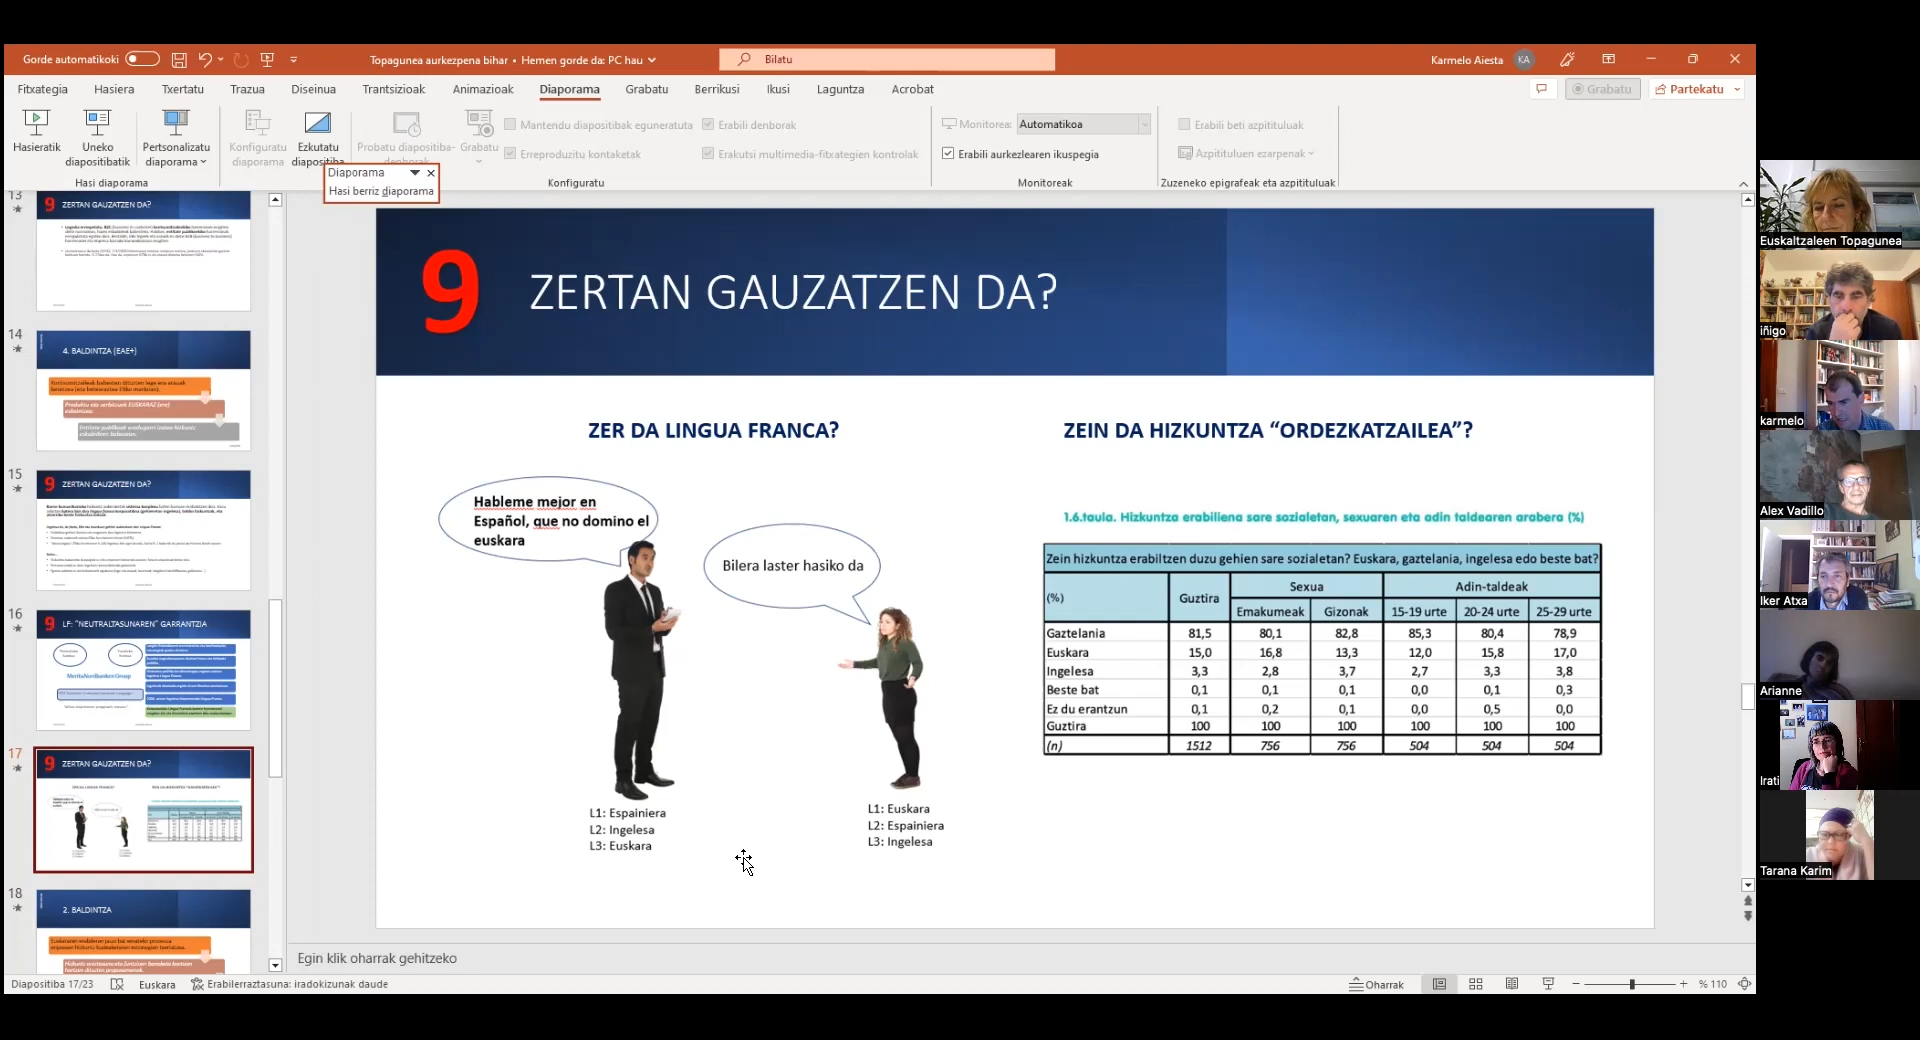 Gorde automatikoki
Topagunea aurkezpena bihar • Hemen gorde da: PC hau
Bilatu
Karmelo Aiesta
KA
Fitxategia Hasiera Txertatu Trazua Diseinua Trantsizioak Animazioak Diaporama Grabatu Berrikusi Ikusi Laguntza Acrobat
Grabatu
Partekatu
Hasieratik
Uneko
diapositibatik
Pertsonalizatu
diaporama
Hasi diaporama
Konfiguratu
diaporama
Ezkutatu
diapositiba
Probatu diapositiba-
denborak
Grabatu
Mantendu diapositibak eguneratuta
Erreproduzitu kontaketak
Erabili denborak
Erakutsi multimedia-fitxategien kontrolak
Konfiguratu
Monitorea:
Automatikoa
Erabili aurkezlearen ikuspegia
Monitoreak
Erabili beti azpitituluak
Azpitituluen ezarpenak
Zuzeneko epigrafeak eta azpitituluak
Diaporama
Hasi berriz diaporama
13
9 ZERTAN GAUZATZEN DA?
14
4. BALDINTZA (EAE+)
15
9 ZERTAN GAUZATZEN DA?
16
9 LF: "NEUTRALTASUNAREN" GARRANTZIA
17
9 ZERTAN GAUZATZEN DA?
18
2. BALDINTZA
9 ZERTAN GAUZATZEN DA?
ZER DA LINGUA FRANCA?
Hableme mejor en
Español, que no domino el
euskara
Bilera laster hasiko da
L1: Espainiera
L2: Ingelesa
L3: Euskara
L1: Euskara
L2: Espainiera
L3: Ingelesa
ZEIN DA HIZKUNTZA “ORDEZKATZAILEA”?
1.6.taula. Hizkuntza erabiliena sare sozialetan, sexuaren eta adin taldearen arabera (%)
Zein hizkuntza erabiltzen duzu gehien sare sozialetan? Euskara, gaztelania, ingelesa edo beste bat?
(%) Guztira Sexua Adin-taldeak
Emakumeak Gizonak 15-19 urte 20-24 urte 25-29 urte
Gaztelania 81,5 80,1 82,8 85,3 80,4 78,9
Euskara 15,0 16,8 13,3 12,0 15,8 17,0
Ingelesa 3,3 2,8 3,7 2,7 3,3 3,8
Beste bat 0,1 0,1 0,1 0,0 0,1 0,3
Ez du erantzun 0,1 0,2 0,1 0,0 0,5 0,0
Guztira 100 100 100 100 100 100
(n) 1512 756 756 504 504 504
Egin klik oharrak gehitzeko
Diapositiba 17/23
Euskara
Erabilerraztasuna: iradokizunak daude
Oharrak
% 110
Euskaltzaleen Topagunea
iñigo
karmelo
Alex Vadillo
Iker Atxa
Arianne
Irati
Tarana Karim